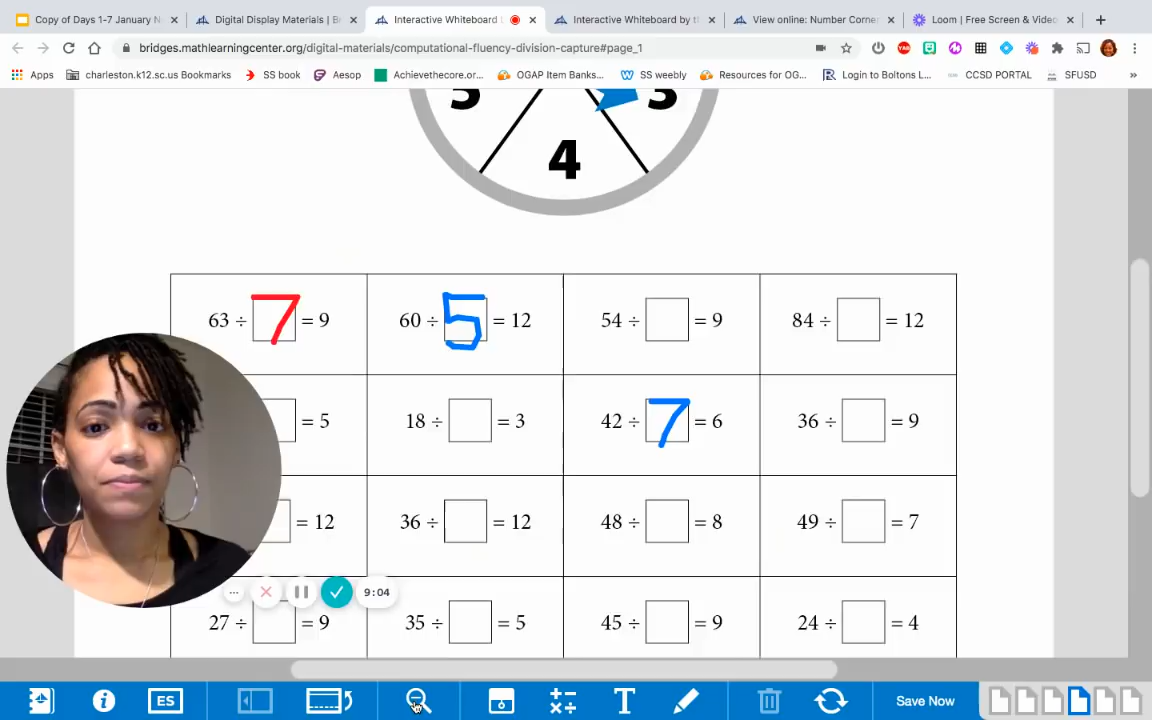 Copy of Days 1-7 January N
Digital Display Materials | Br
Interactive Whiteboard b
Interactive Whiteboard by th
View online: Number Corner
Loom | Free Screen & Video
bridges.mathlearningcenter.org/digital-materials/computational-fluency-division-capture#page_1
Apps
charleston.k12.sc.us Bookmarks
SS book
Aesop
Achievethecore.or...
OGAP Item Banks...
SS weekly
Resources for OG...
Login to Boltons L...
CCSD PORTAL
SFUSD
»
5 3
4
63 ÷ 7 = 9
60 ÷ 5 = 12
54 ÷ = 9
84 ÷ = 12
= 5
18 ÷ = 3
42 ÷ 7 = 6
36 ÷ = 9
= 12
36 ÷ = 12
48 ÷ = 8
49 ÷ = 7
9:04
27 ÷ = 9
35 ÷ = 5
45 ÷ = 9
24 ÷ = 4
ES
T
Save Now